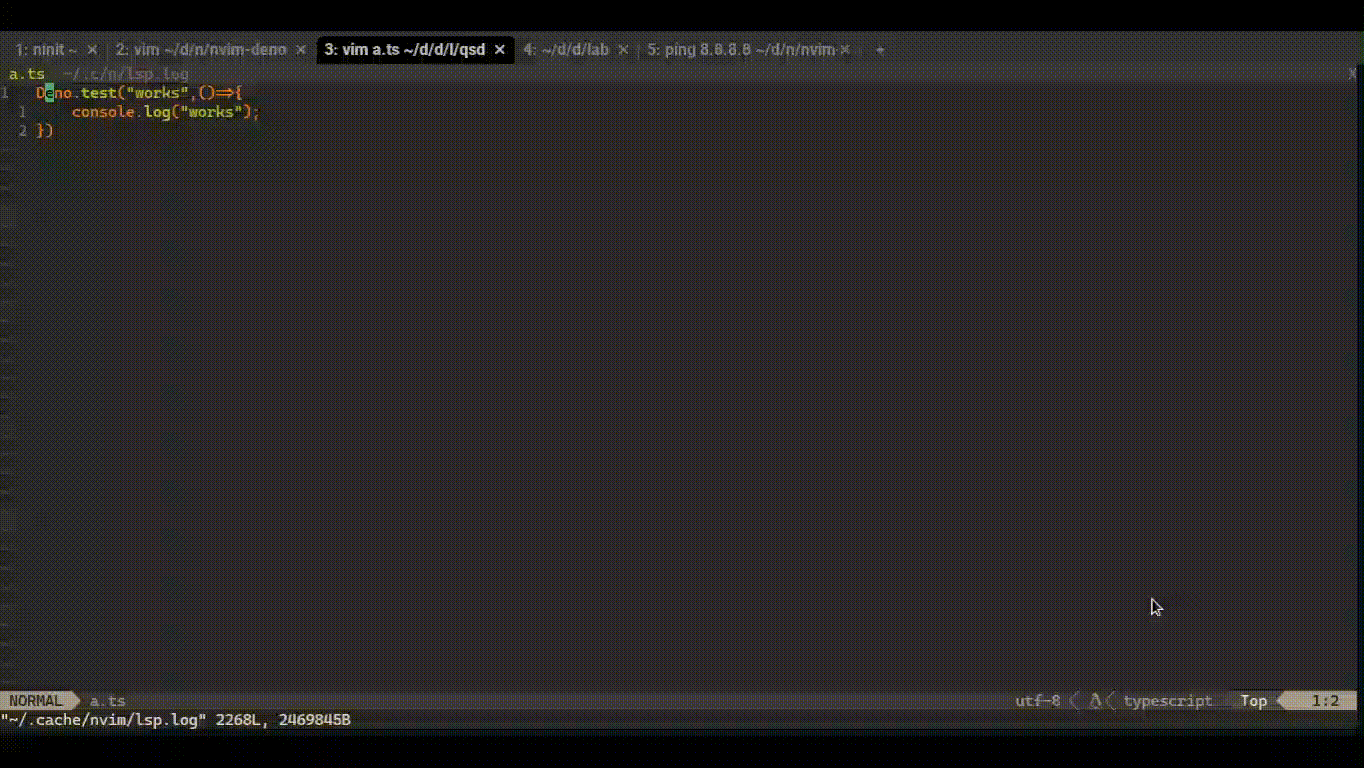 1: ninit ~ × 2: vim ~/d/n/nvim-deno × 3: vim a.ts ~/d/d/l/qsd × 4: ~/d/d/lab × 5: ping 8.8.8.8 ~/d/n/nvim- × +
a.ts ~/.c/n/lsp.log X
1 Deno.test("works",()=>{
1 console.log("works");
2 })
NORMAL a.ts utf-8 typescript Top 1:2
"~/.cache/nvim/lsp.log" 2268L, 2469845B